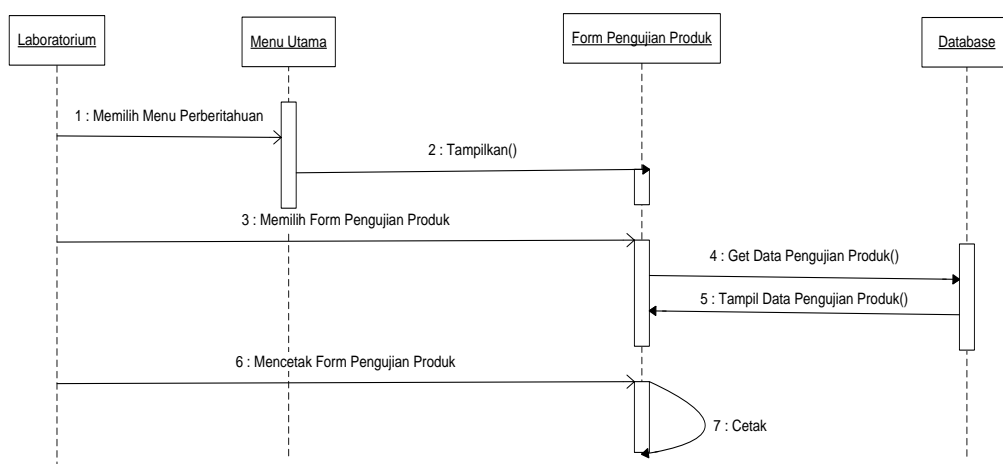 Laboratorium
Menu Utama
Form Pengujian Produk
Database
1 : Memilih Menu Perberitahuan
2 : Tampilkan()
3 : Memilih Form Pengujian Produk
4 : Get Data Pengujian Produk()
5 : Tampil Data Pengujian Produk()
6 : Mencetak Form Pengujian Produk
7 : Cetak